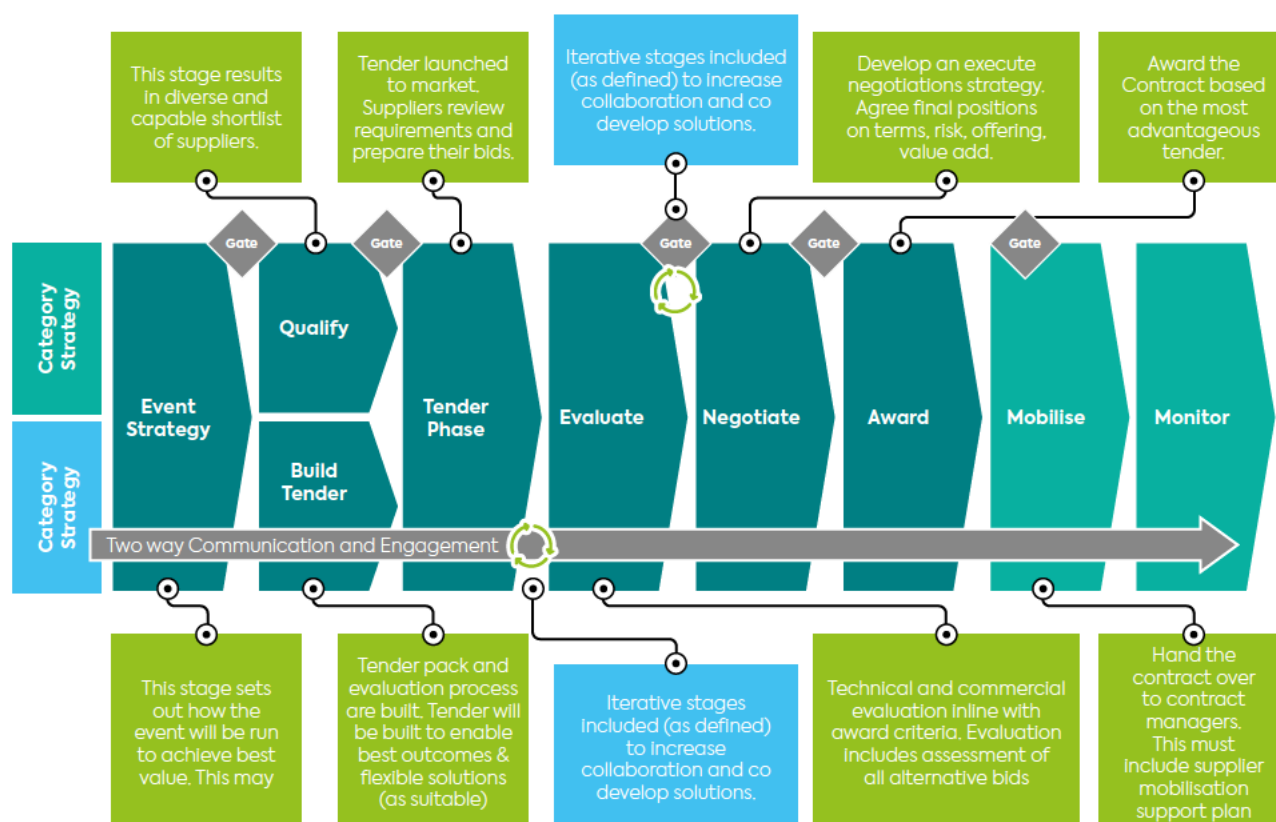 This stage results
in diverse and
capable shortlist
of suppliers.
Tender launched
to market.
Suppliers review
requirements and
prepare their bids.
Iterative stages included
(as defined) to increase
collaboration and co
develop solutions.
Develop an execute
negotiations strategy.
Agree final positions
on terms, risk, offering,
value add.
Award the
Contract based
on the most
advantageous
tender.
Gate
Gate
Gate
Gate
Gate
Category
Strategy
Category
Strategy
Event
Strategy
Qualify
Build
Tender
Tender
Phase
Evaluate
Negotiate
Award
Mobilise
Monitor
Two way Communication and Engagement
This stage sets
out how the
event will be run
to achieve best
value. This may
Tender pack and
evaluation process
are built. Tender will
be built to enable
best outcomes &
flexible solutions
(as suitable)
Iterative stages
included (as defined)
to increase
collaboration and co
develop solutions.
Technical and commercial
evaluation inline with
award criteria. Evaluation
includes assessment of
all alternative bids
Hand the
contract over
to contract
managers.
This must
include supplier
mobilisation
support plan